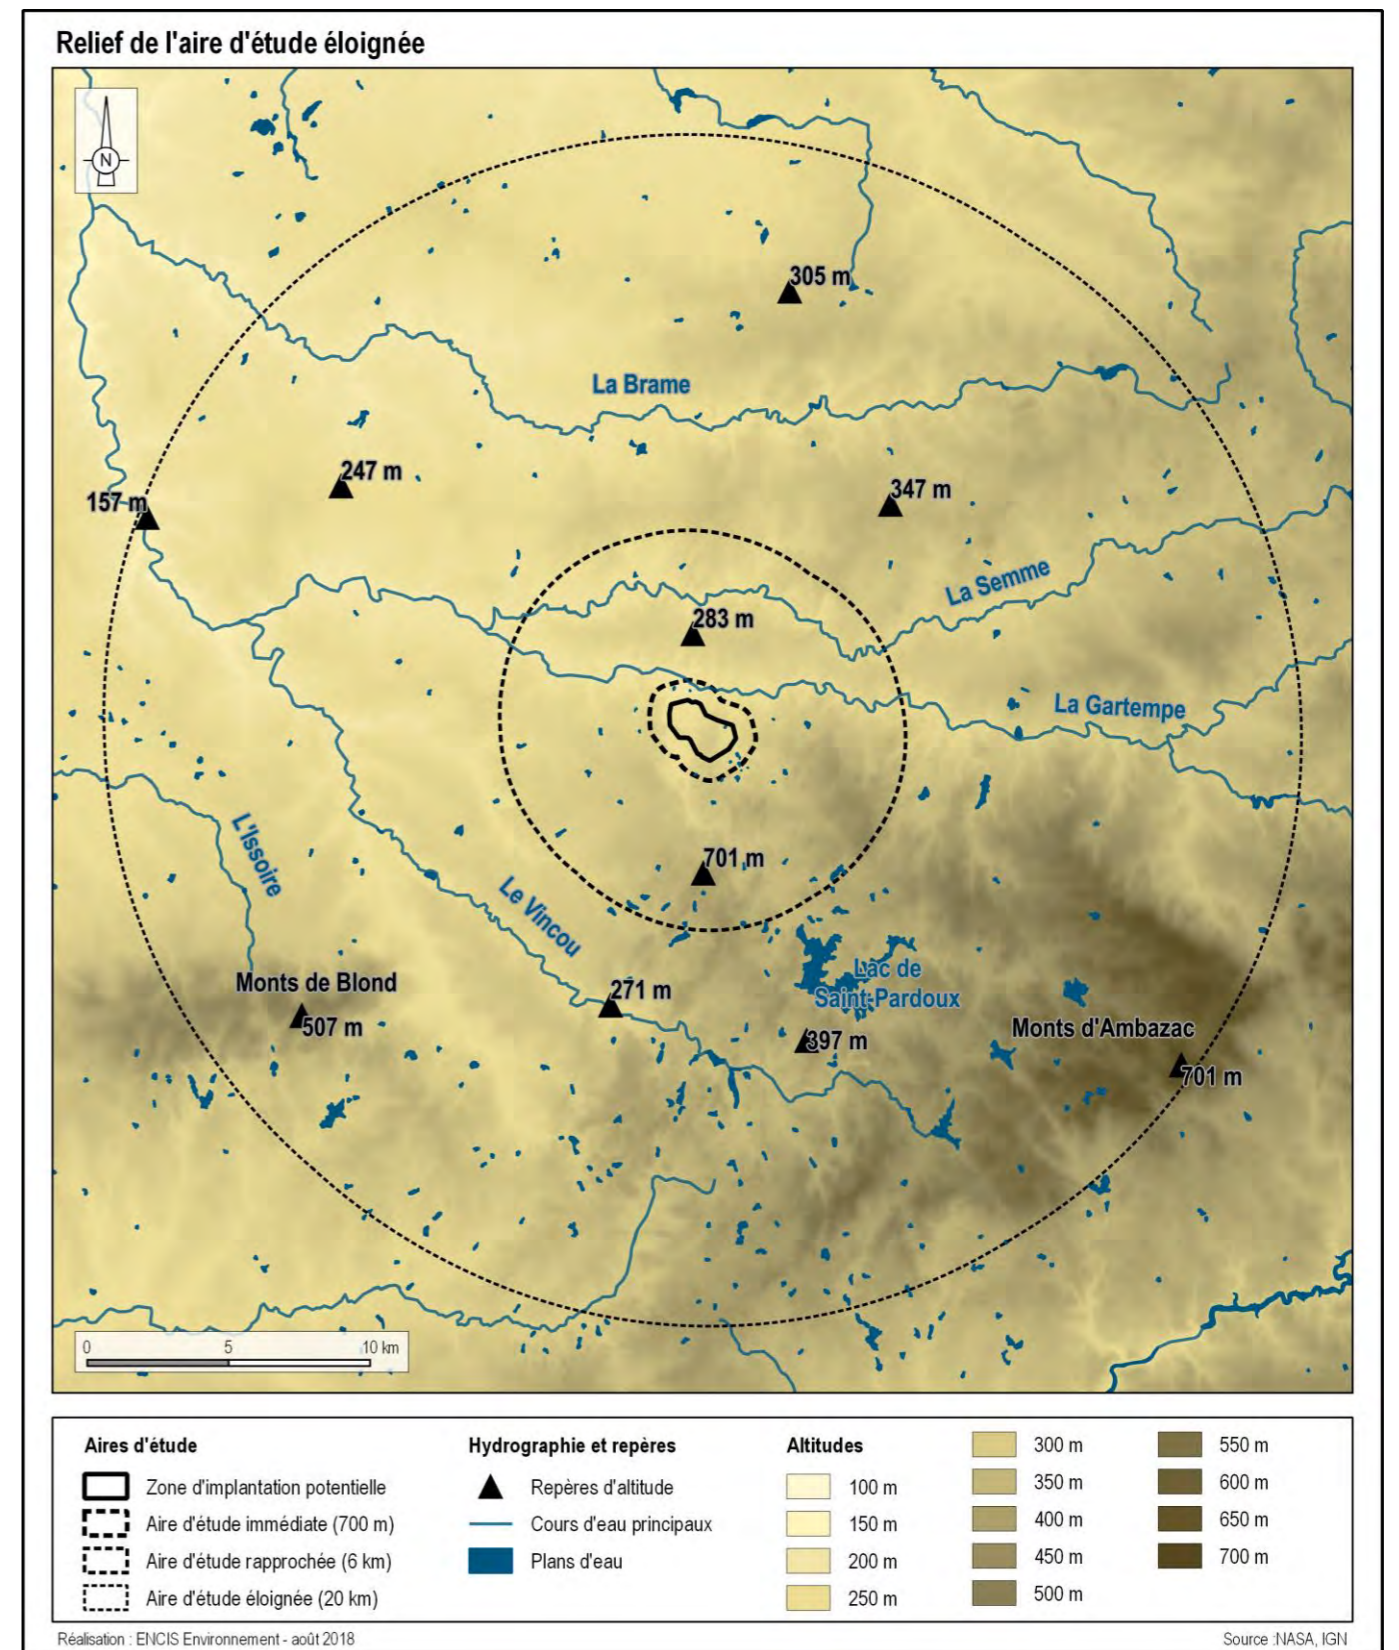 Relief de l'aire d'étude éloignée
N
305 m
La Brame
247 m
157 m
347 m
La Semme
283 m
La Gartempe
L'Issoire
701 m
Le Vincou
Lac de
Saint-Pardoux
Monts de Blond
507 m
271 m
397 m
Monts d'Ambazac
701 m
0 5 10 km
Aires d'étude
Zone d'implantation potentielle
Aire d'étude immédiate (700 m)
Aire d'étude rapprochée (6 km)
Aire d'étude éloignée (20 km)
Hydrographie et repères
Repères d'altitude
Cours d'eau principaux
Plans d'eau
Altitudes
100 m
150 m
200 m
250 m
300 m
350 m
400 m
450 m
500 m
550 m
600 m
650 m
700 m
Réalisation : ENCIS Environnement - août 2018
Source :NASA, IGN